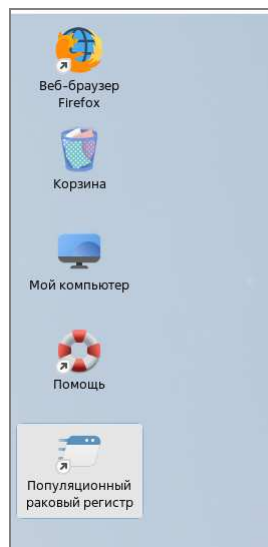 Веб-браузер
Firefox
Корзина
Мой компьютер
Помощь
Популяционный
раковый регистр